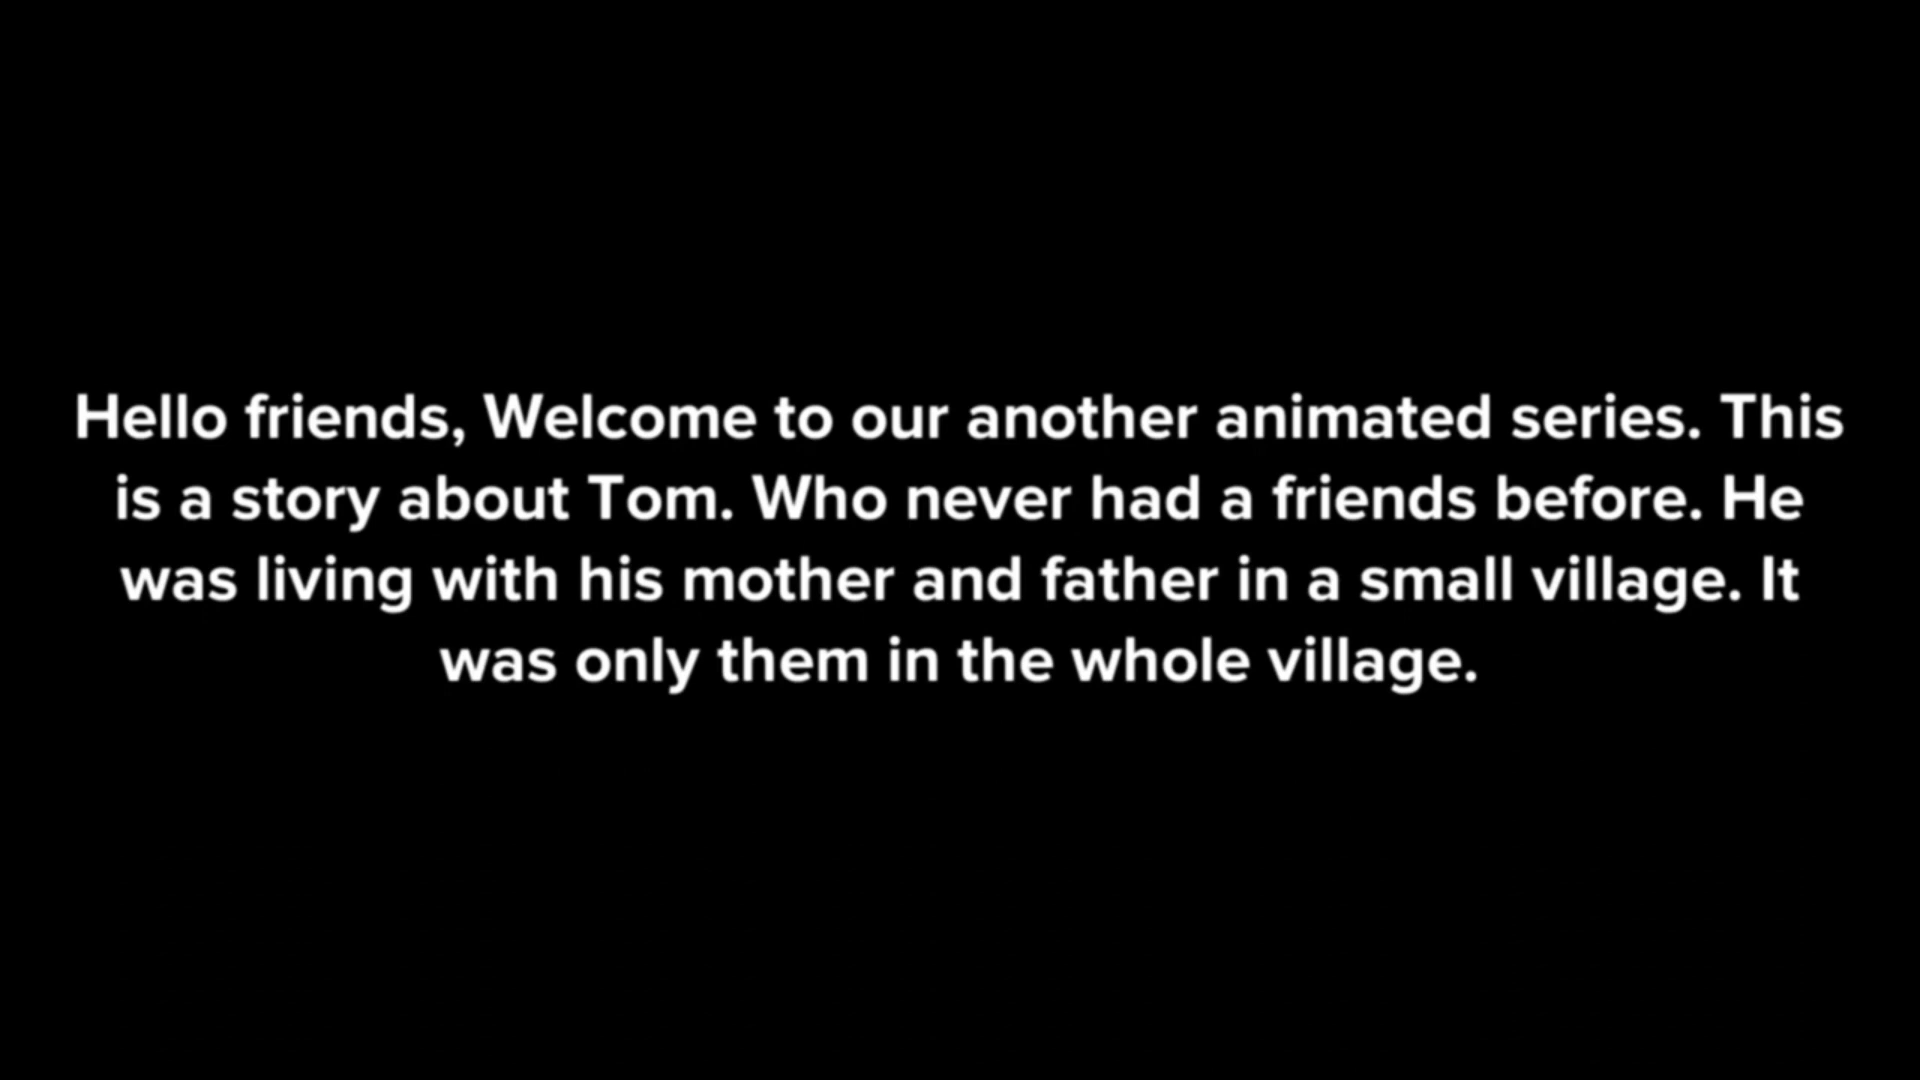 Hello friends, Welcome to our another animated series. This
is a story about Tom. Who never had a friends before. He
was living with his mother and father in a small village. It
was only them in the whole village.